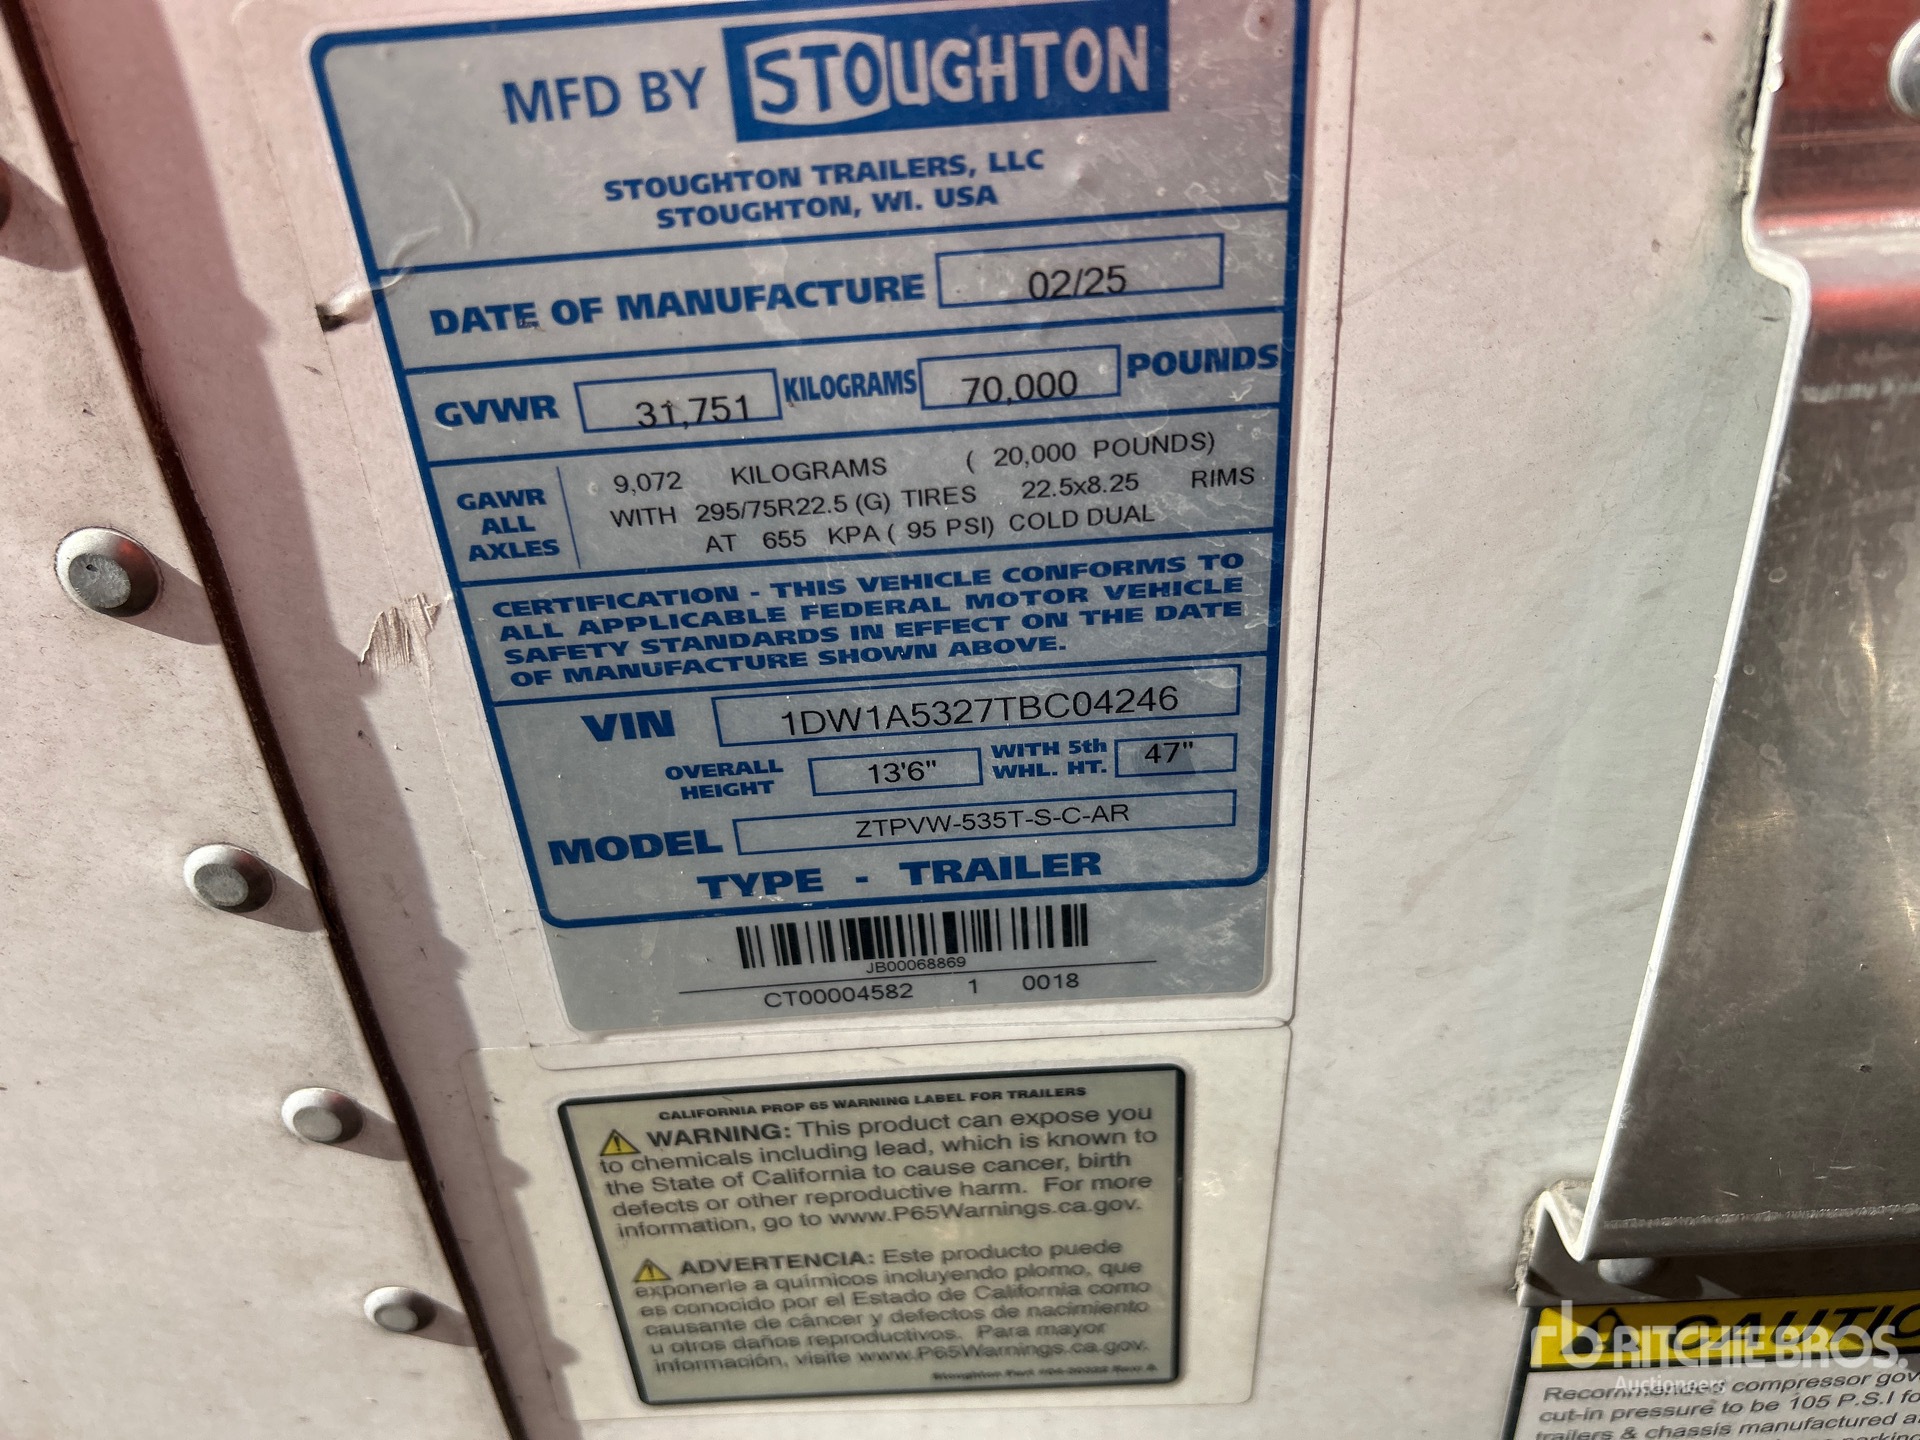 MFD BY STOUGHTON
STOUGHTON TRAILERS, LLC
STOUGHTON, WI. USA
DATE OF MANUFACTURE 02/25
GVWR 31,751 KILOGRAMS 70,000 POUNDS
GAWR ALL AXLES
9,072 KILOGRAMS ( 20,000 POUNDS)
WITH 295/75R22.5 (G) TIRES 22.5x8.25 RIMS
AT 655 KPA ( 95 PSI) COLD DUAL
CERTIFICATION - THIS VEHICLE CONFORMS TO
ALL APPLICABLE FEDERAL MOTOR VEHICLE
SAFETY STANDARDS IN EFFECT ON THE DATE
OF MANUFACTURE SHOWN ABOVE.
VIN 1DW1A5327TBC04246
OVERALL HEIGHT 13'6" WITH 5th WHL. HT. 47"
MODEL ZTPVW-535T-S-C-AR
TYPE - TRAILER
JB00068869
CT00004582 1 0018
CALIFORNIA PROP 65 WARNING LABEL FOR TRAILERS
WARNING: This product can expose you
to chemicals including lead, which is known to
the State of California to cause cancer, birth
defects or other reproductive harm. For more
information, go to www.P65Warnings.ca.gov.
ADVERTENCIA: Este producto puede
exponerle a químicos incluyendo plomo, que
es conocido por el Estado de California como
causante de cáncer y defectos de nacimiento
u otros daños reproductivos. Para mayor
información, visite www.P65Warnings.ca.gov.
CAUTIO
rb RITCHIE BROS.
Auctioneers
Recommended compressor gov
cut-in pressure to be 105 P.S.I fo
trailers & chassis manufactured a